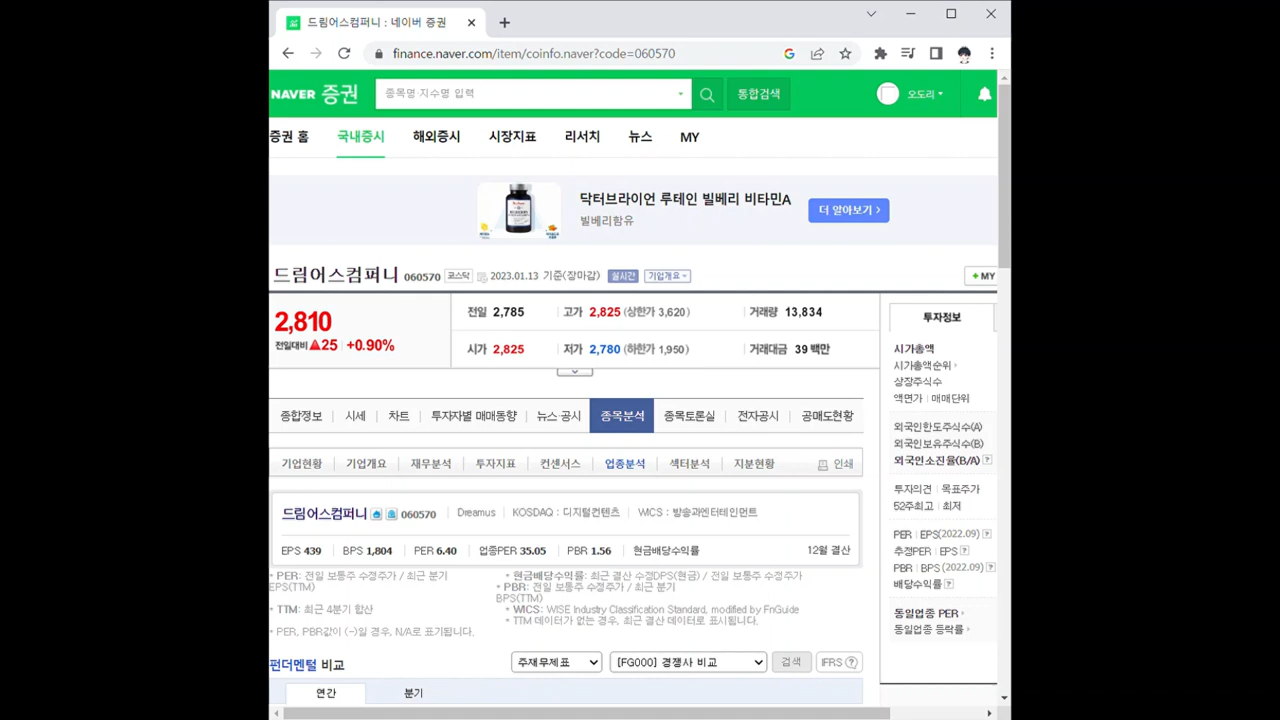 드림어스컴퍼니 : 네이버 증권
finance.naver.com/item/coinfo.naver?code=060570
NAVER 증권 종목명·지수명 입력 통합검색 오도리
증권 홈 국내증시 해외증시 시장지표 리서치 뉴스 MY
닥터브라이언 루테인 빌베리 비타민A
빌베리함유
더 알아보기
드림어스컴퍼니 060570 코스닥 2023.01.13 기준(장마감) 실시간 기업개요 + MY
2,810
전일대비 ▲25 +0.90%
전일 2,785 고가 2,825 (상한가 3,620) 거래량 13,834
시가 2,825 저가 2,780 (하한가 1,950) 거래대금 39 백만
종합정보 시세 차트 투자자별 매매동향 뉴스·공시 종목분석 종목토론실 전자공시 공매도현황
기업현황 기업개요 재무분석 투자지표 컨센서스 업종분석 섹터분석 지분현황 인쇄
드림어스컴퍼니 060570 Dreamus KOSDAQ : 디지털컨텐츠 WICS : 방송과엔터테인먼트
EPS 439 BPS 1,804 PER 6.40 업종PER 35.05 PBR 1.56 현금배당수익률 12월 결산
* PER: 전일 보통주 수정주가 / 최근 분기
EPS(TTM)
* TTM: 최근 4분기 합산
* PER, PBR값이 (-)일 경우, N/A로 표기됩니다.
* 현금배당수익률: 최근 결산 수정DPS(현금) / 전일 보통주 수정주가
* PBR: 전일 보통주 수정주가 / 최근 분기
BPS(TTM)
* WICS: WISE Industry Classification Standard, modified by FnGuide
* TTM 데이터가 없는 경우, 최근 결산 데이터로 표시됩니다.
펀더멘털 비교 주재무제표 [FG000] 경쟁사 비교 검색 IFRS ?
연간 분기
투자정보
시가총액
시가총액순위
상장주식수
액면가 | 매매단위
외국인한도주식수(A)
외국인보유주식수(B)
외국인소진율(B/A) ?
투자의견 | 목표주가
52주최고 | 최저
PER | EPS(2022.09) ?
추정PER | EPS ?
PBR | BPS (2022.09) ?
배당수익률 ?
동일업종 PER
동일업종 등락률